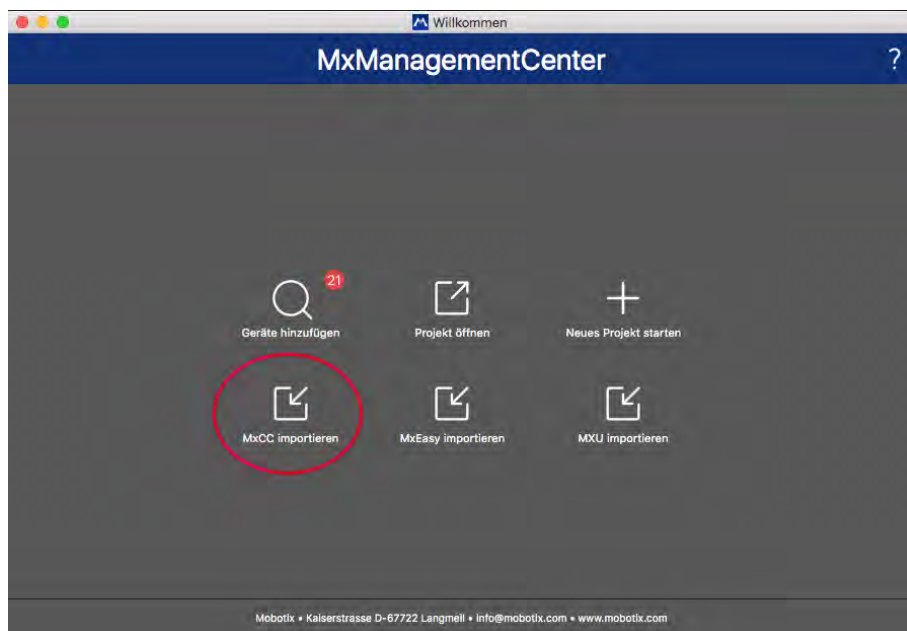 Willkommen
MxManagementCenter ?
21
Geräte hinzufügen Projekt öffnen Neues Projekt starten
MxCC importieren MxEasy importieren MXU importieren
Mobotix • Kaiserstrasse D-67722 Langmeil • info@mobotix.com • www.mobotix.com